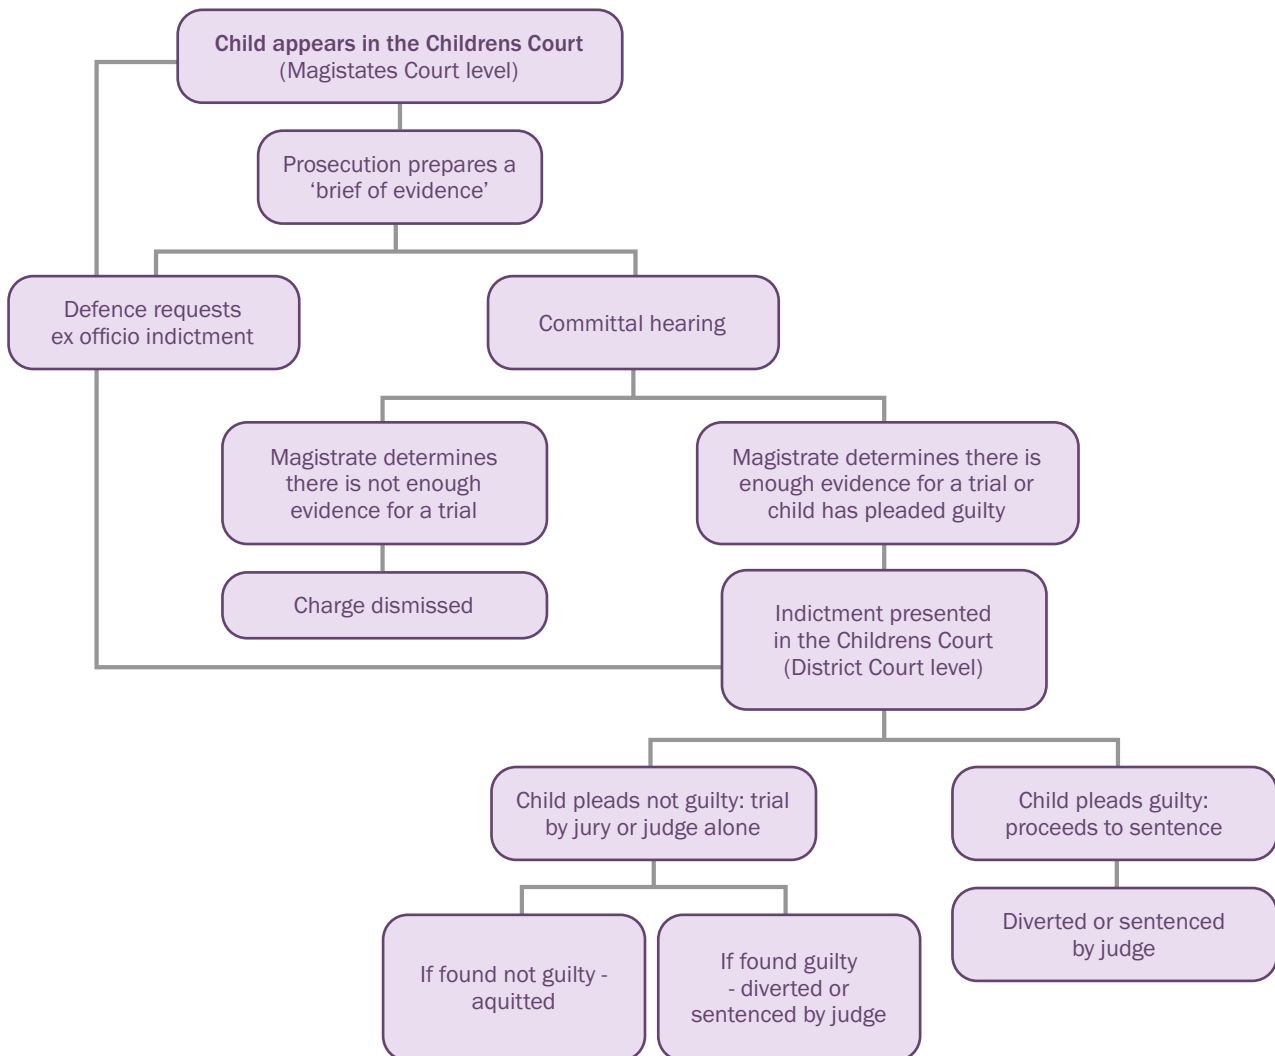 Child appears in the Childrens Court
(Magistates Court level)
Prosecution prepares a
‘brief of evidence’
Defence requests
ex officio indictment
Committal hearing
Magistrate determines
there is not enough
evidence for a trial
Magistrate determines there is
enough evidence for a trial or
child has pleaded guilty
Charge dismissed
Indictment presented
in the Childrens Court
(District Court level)
Child pleads not guilty: trial
by jury or judge alone
Child pleads guilty:
proceeds to sentence
If found not guilty -
aquitted
If found guilty
- diverted or
sentenced by judge
Diverted or sentenced
by judge